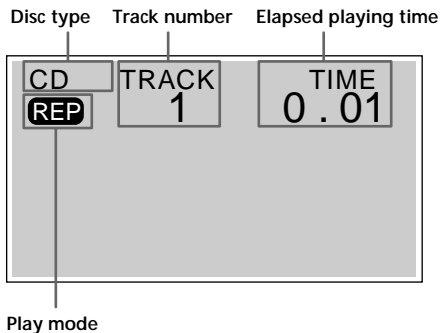 Disc type Track number Elapsed playing time
CD TRACK TIME
REP 1 0 . 01
Play mode